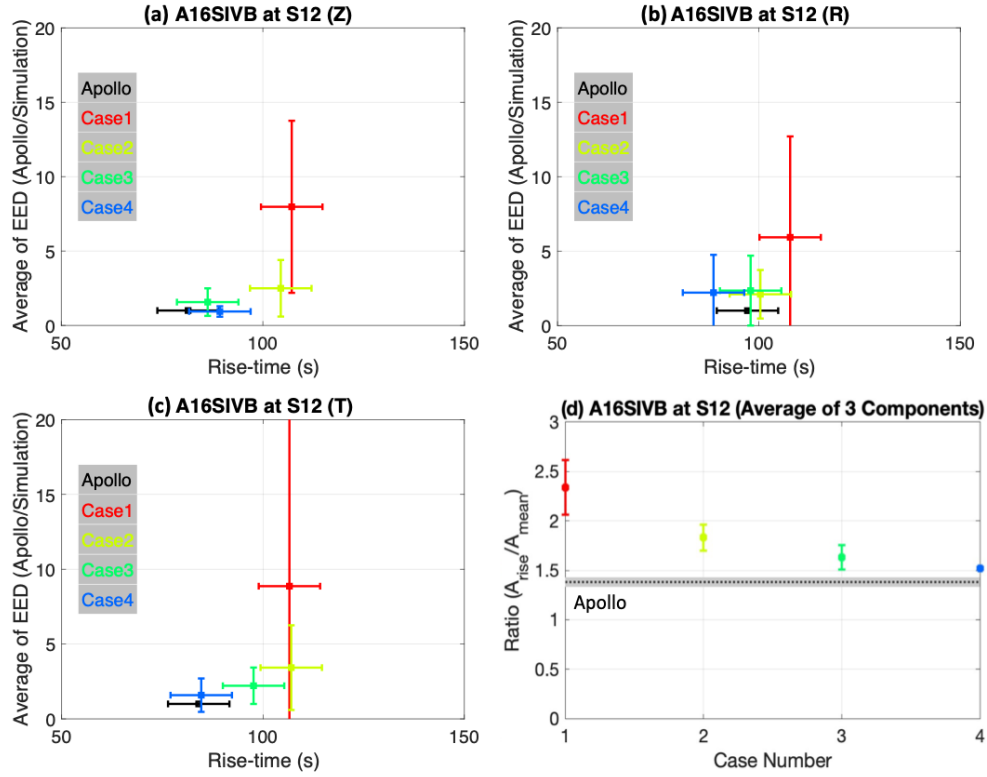 (a) A16SIVB at S12 (Z)
Average of EED (Apollo/Simulation)
20
15
10
5
0
Apollo
Case1
Case2
Case3
Case4
50
100
150
Rise-time (s)
(b) A16SIVB at S12 (R)
Average of EED (Apollo/Simulation)
20
15
10
5
0
Apollo
Case1
Case2
Case3
Case4
50
100
150
Rise-time (s)
(c) A16SIVB at S12 (T)
Average of EED (Apollo/Simulation)
20
15
10
5
0
Apollo
Case1
Case2
Case3
Case4
50
100
150
Rise-time (s)
(d) A16SIVB at S12 (Average of 3 Components)
Ratio (A_rise/A_mean)
3
2.5
2
1.5
1
0.5
0
Apollo
1
2
3
4
Case Number